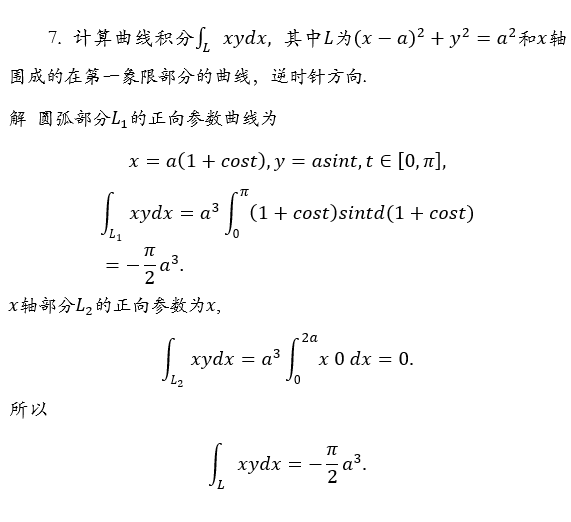 7. 计算曲线积分∫_L xydx, 其中L为(x − a)² + y² = a²和x轴
围成的在第一象限部分的曲线，逆时针方向.
解 圆弧部分L₁的正向参数曲线为
x = a(1 + cost), y = asint, t ∈ [0, π],
∫_{L₁} xydx = a³ ∫_0^π (1 + cost)sintd(1 + cost)
= −\frac{π}{2} a³.
x轴部分L₂的正向参数为x,
∫_{L₂} xydx = a³ ∫_0^{2a} x 0 dx = 0.
所以
∫_L xydx = −\frac{π}{2} a³.